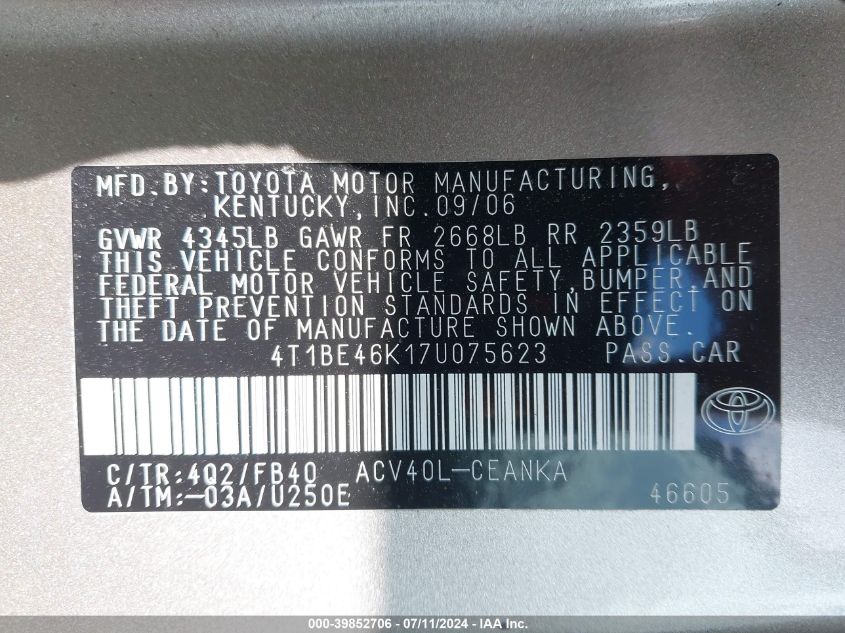 MFD.BY:TOYOTA MOTOR MANUFACTURING,
KENTUCKY,INC.09/06
GVWR 4345LB GAWR FR 2668LB RR 2359LB
THIS VEHICLE CONFORMS TO ALL APPLICABLE
FEDERAL MOTOR VEHICLE SAFETY,BUMPER,AND
THEFT PREVENTION STANDARDS IN EFFECT ON
THE DATE OF MANUFACTURE SHOWN ABOVE.
4T1BE46K17U075623 PASS.CAR
C/TR:4Q2/FB40 ACV40L-CEANKA
A/TM:-03A/U250E 46605
000-39852706 - 07/11/2024 - IAA Inc.